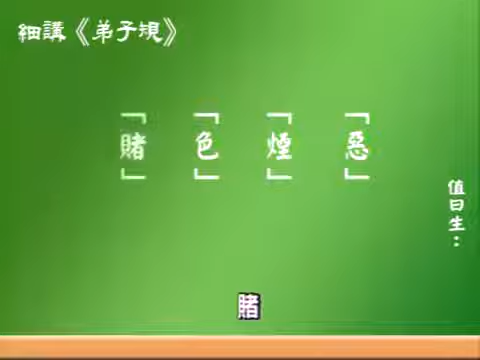 細講《弟子規》
「惡」
「煙」
「色」
「賭」
值日生：
賭